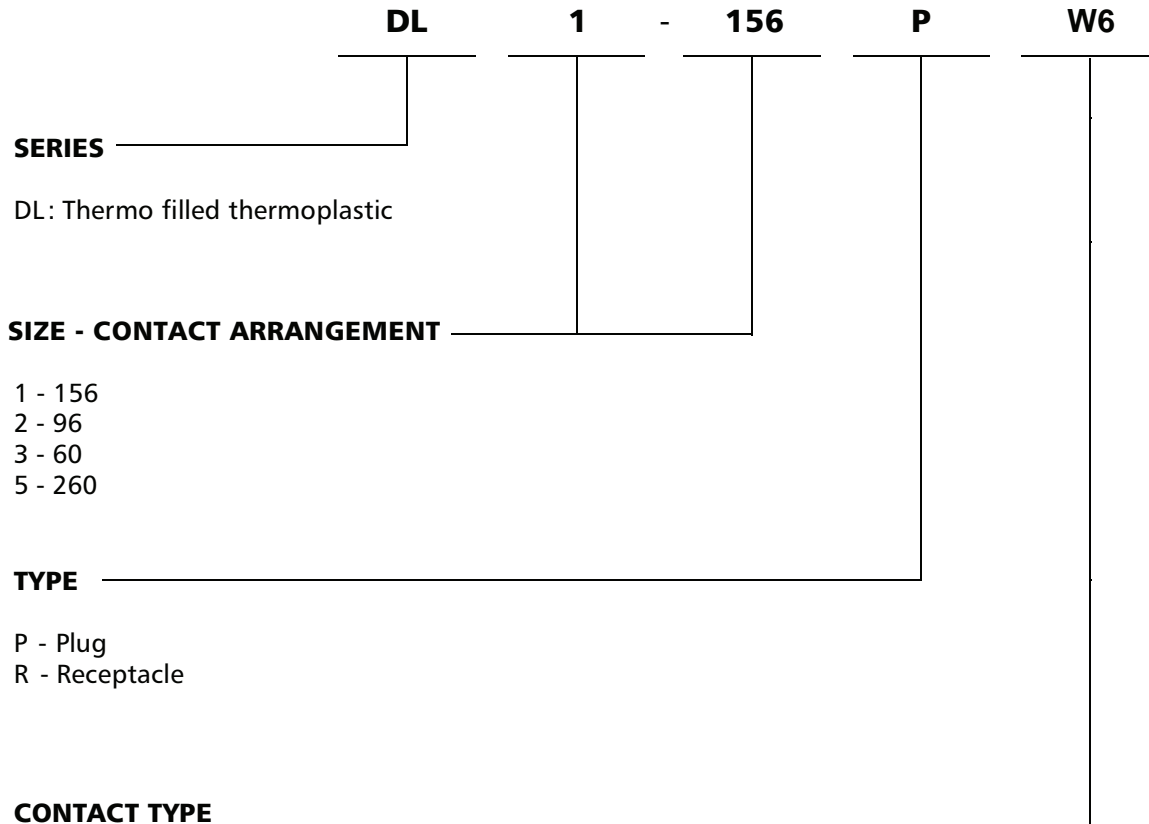 DL 1 - 156 P W6
SERIES
DL: Thermo filled thermoplastic
SIZE - CONTACT ARRANGEMENT
1 - 156
2 - 96
3 - 60
5 - 260
TYPE
P - Plug
R - Receptacle
CONTACT TYPE